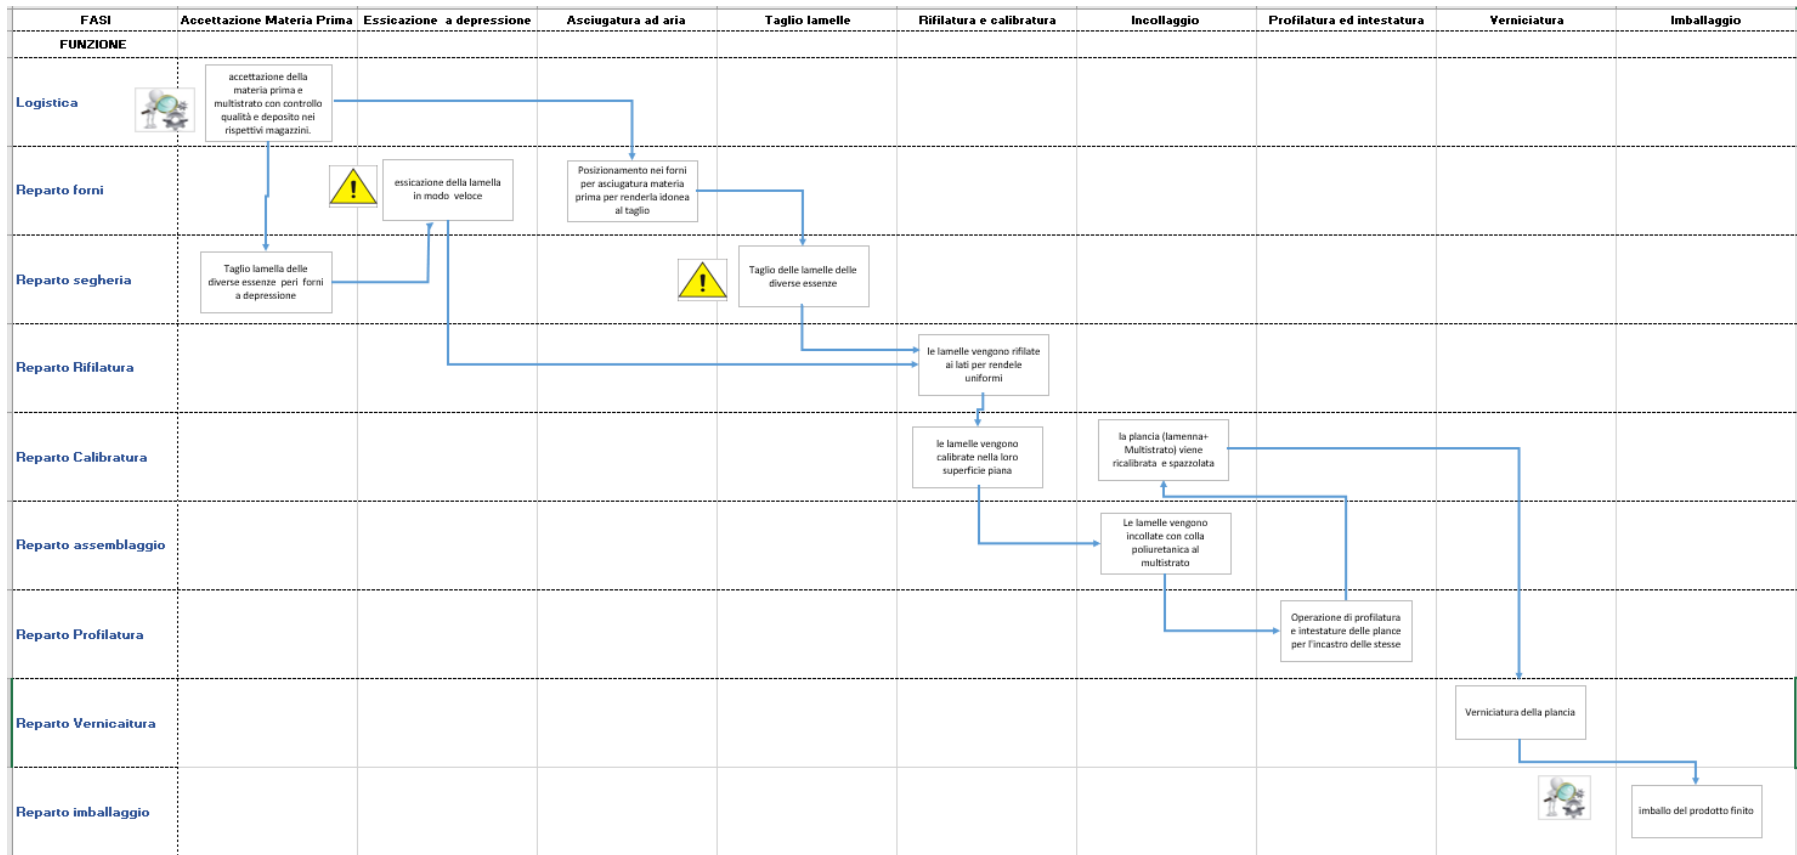 FASI Accettazione Materia Prima Essicazione a depressione Asciugatura ad aria Taglio lamelle Rifilatura e calibratura Incollaggio Profilatura ed intestatura Verniciatura Imballaggio
FUNZIONE
Logistica
accettazione della
materia prima e
multistrato con controllo
qualità e deposito nei
rispettivi magazzini.
Reparto forni
essicazione della lamella
in modo veloce
Posizionamento nei forni
per asciugatura materia
prima per renderla idonea
al taglio
Reparto segheria
Taglio lamella delle
diverse essenze peri forni
a depressione
Taglio delle lamelle delle
diverse essenze
Reparto Rifilatura
le lamelle vengono rifilate
ai lati per rendele
uniformi
Reparto Calibratura
le lamelle vengono
calibrate nella loro
superficie piana
la plancia (lamenna+
Multistrato) viene
ricalibrata e spazzolata
Reparto assemblaggio
Le lamelle vengono
incollate con colla
poliuretanica al
multistrato
Reparto Profilatura
Operazione di profilatura
e intestature delle plance
per l'incastro delle stesse
Reparto Vernicaitura
Verniciatura della plancia
Reparto imballaggio
imballo del prodotto finito